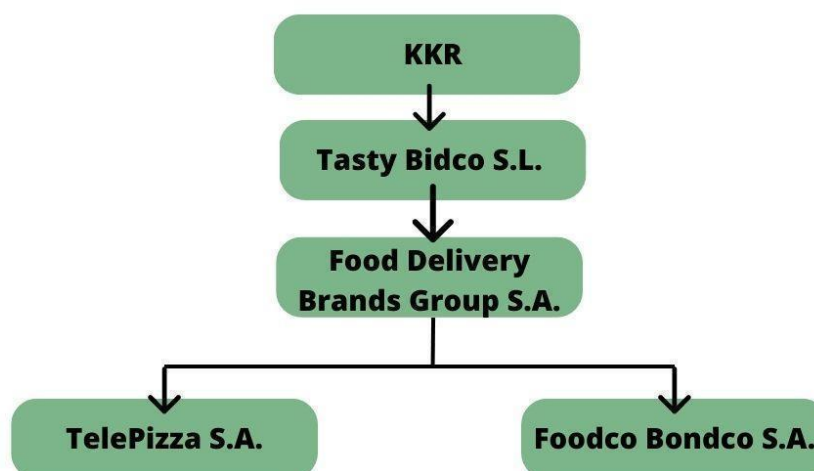 KKR
Tasty Bidco S.L.
Food Delivery
Brands Group S.A.
TelePizza S.A.
Foodco Bondco S.A.